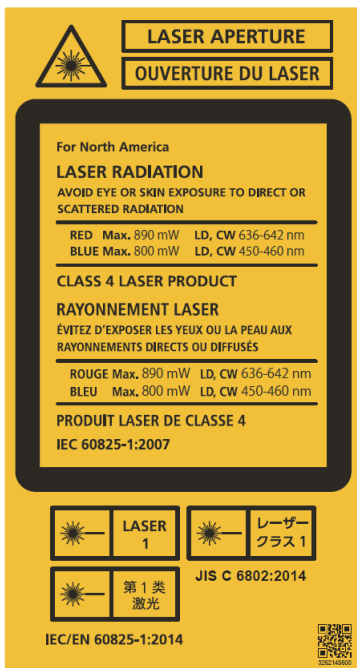 LASER APERTURE
OUVERTURE DU LASER
For North America
LASER RADIATION
AVOID EYE OR SKIN EXPOSURE TO DIRECT OR
SCATTERED RADIATION
RED Max. 890 mW LD, CW 636-642 nm
BLUE Max. 800 mW LD, CW 450-460 nm
CLASS 4 LASER PRODUCT
RAYONNEMENT LASER
ÉVITEZ D'EXPOSER LES YEUX OU LA PEAU AUX
RAYONNEMENTS DIRECTS OU DIFFUSÉS
ROUGE Max. 890 mW LD, CW 636-642 nm
BLEU Max. 800 mW LD, CW 450-460 nm
PRODUIT LASER DE CLASSE 4
IEC 60825-1:2007
LASER
1
レーザー
クラス 1
第 1 类
激光
JIS C 6802:2014
IEC/EN 60825-1:2014
3262145600